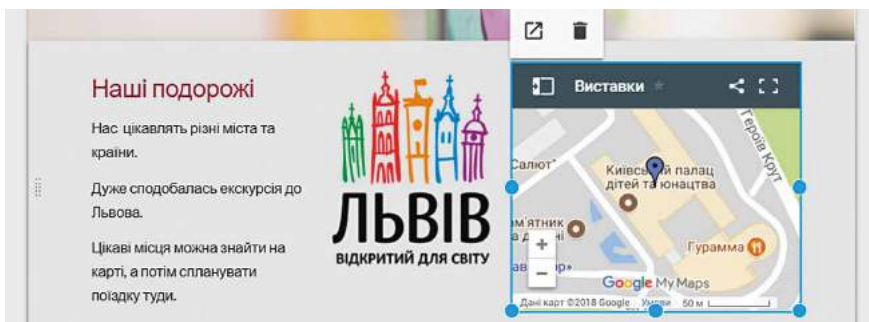 Наші подорожі
Нас цікавлять різні міста та
країни.
Дуже сподобалась екскурсія до
Львова.
Цікаві місця можна знайти на
карті, а потім спланувати
поїздку туди.
ЛЬВІВ
ВІДКРИТИЙ ДЛЯ СВІТУ
Виставки
Героїв Крут
Салют"
палац
дітей та юнацтва
Гурамма
+
−
Google My Maps
Дані карт ©2018 Google Умови 50 м